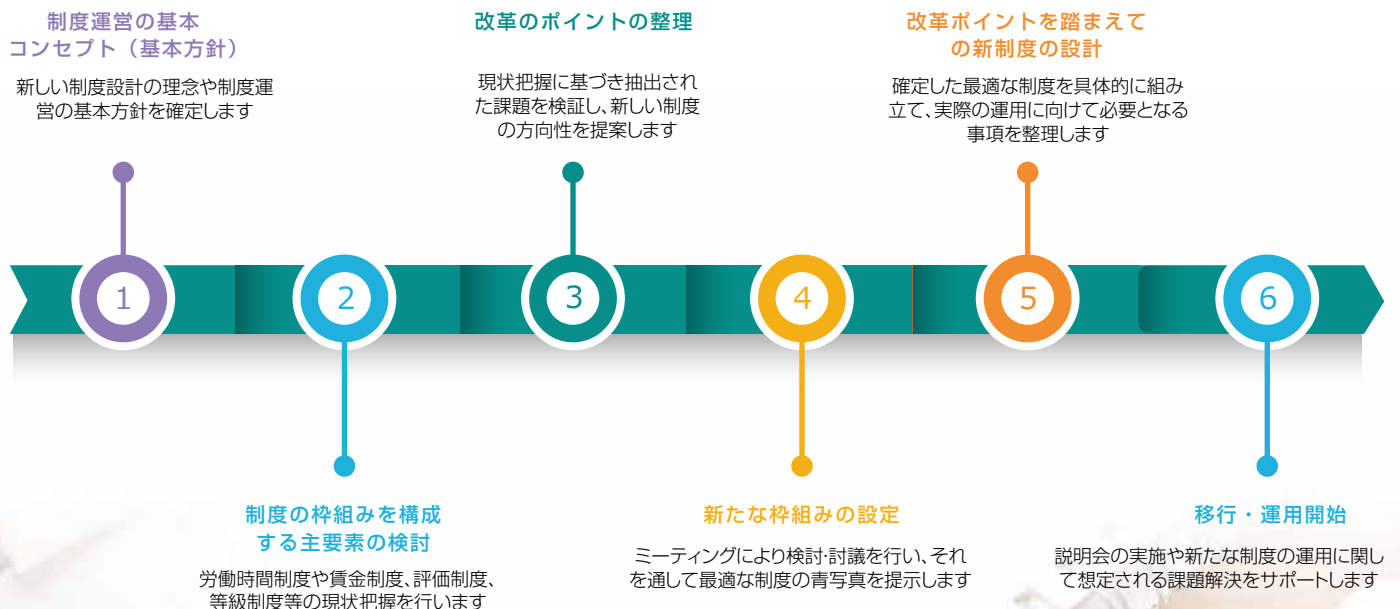 制度運営の基本
コンセプト（基本方針）
新しい制度設計の理念や制度運
営の基本方針を確定します
1
2
制度の枠組みを構成
する主要素の検討
労働時間制度や賃金制度、評価制度、
等級制度等の現状把握を行います
改革のポイントの整理
現状把握に基づき抽出され
た課題を検証し、新しい制度
の方向性を提案します
3
4
新たな枠組みの設定
ミーティングにより検討・討議を行い、それ
を通して最適な制度の青写真を提示します
改革ポイントを踏まえて
の新制度の設計
確定した最適な制度を具体的に組み
立て、実際の運用に向けて必要となる
事項を整理します
5
6
移行・運用開始
説明会の実施や新たな制度の運用に関し
て想定される課題解決をサポートします